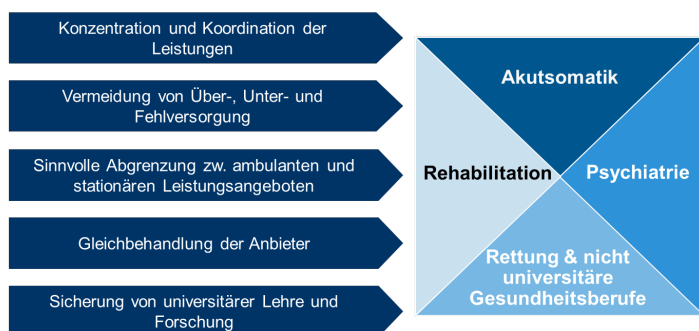 Konzentration und Koordination der
Leistungen
Vermeidung von Über-, Unter- und
Fehlversorgung
Sinnvolle Abgrenzung zw. ambulanten und
stationären Leistungsangeboten
Gleichbehandlung der Anbieter
Sicherung von universitärer Lehre und
Forschung
Akutsomatik
Rehabilitation
Psychiatrie
Rettung & nicht
universitäre
Gesundheitsberufe